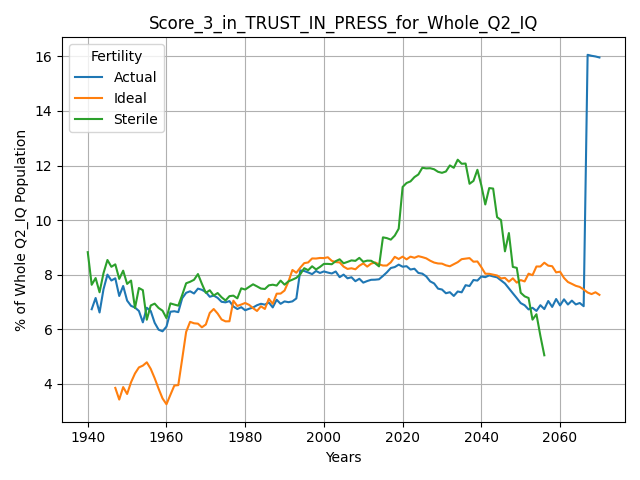 Score_3_in_TRUST_IN_PRESS_for_Whole_Q2_IQ
Fertility
Actual
Ideal
Sterile
% of Whole Q2_IQ Population
16
14
12
10
8
6
4
1940 1960 1980 2000 2020 2040 2060
Years